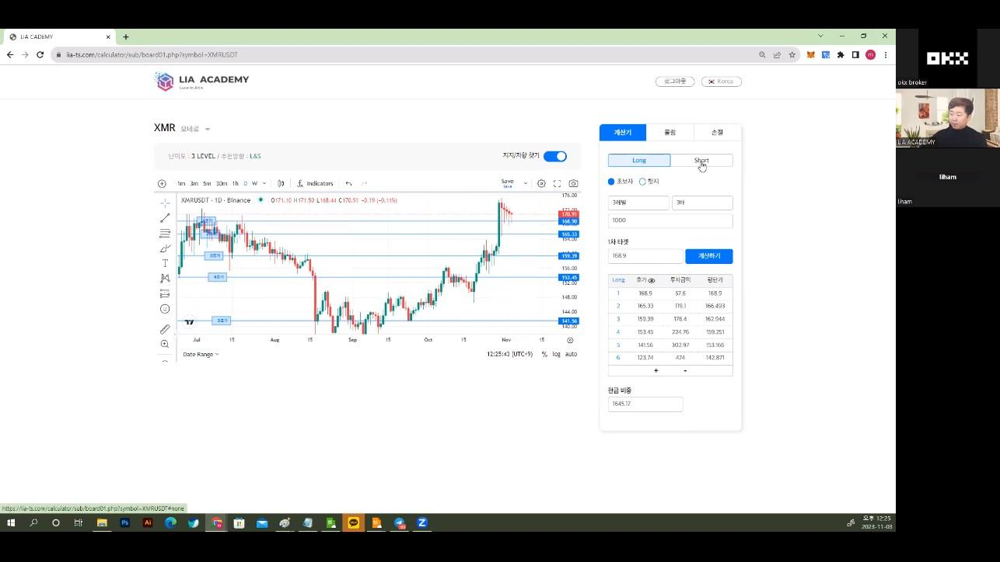 LIA CADEMY
lia-ts.com/calculator/sub/board01.php?symbol=XMRUSDT
LIA ACADEMY
로그아웃
Korea
XMR 모네로
난이도 : 3 LEVEL / 추천방향 : L&S
지지/저항 찾기
1m 3m 5m 30m 1h D W
Indicators
Save
Save
XMRUSDT · 1D · Binance
O171.10 H171.50 L168.44 C170.91 -0.19 (-0.11%)
176.00
170.91
168.90
165.33
164.00
159.39
156.00
153.45
152.00
148.00
144.00
141.56
140.00
3호가
4호가
Jul 15 Aug 15 Sep 15 Oct 15 Nov 15
Date Range
12:25:43 (UTC+9) % log auto
계산기 물림 손절
Long Short
초보자 헷지
3레벨 3배
1000
1차 타겟
168.9 계산하기
Long 호가 투자금액 평단가
1 168.9 57.6 168.9
2 165.33 119.1 166.493
3 159.39 176.4 162.944
4 153.45 224.76 159.251
5 141.56 302.97 153.166
6 123.74 474 142.871
+ -
현금 비중
1645.17
https://lia-ts.com/calculator/sub/board01.php?symbol=XMRUSDT#none
오후 12:25
2023-11-03
OKX
okx broker
LIA ACADEMY
liham
liham